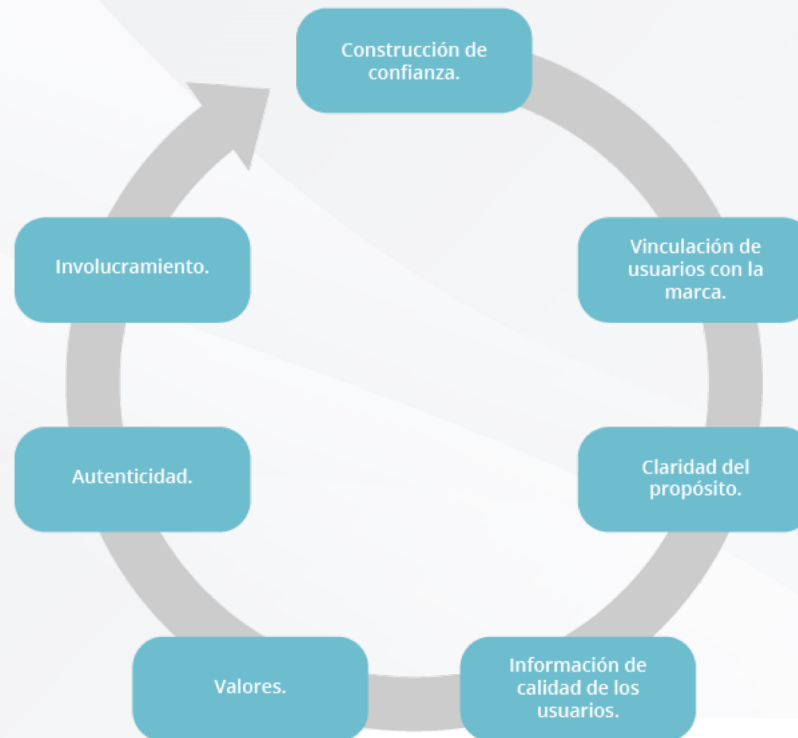 Construcción de
confianza.
Vinculación de
usuarios con la
marca.
Claridad del
propósito.
Información de
calidad de los
usuarios.
Valores.
Autenticidad.
Involucramiento.